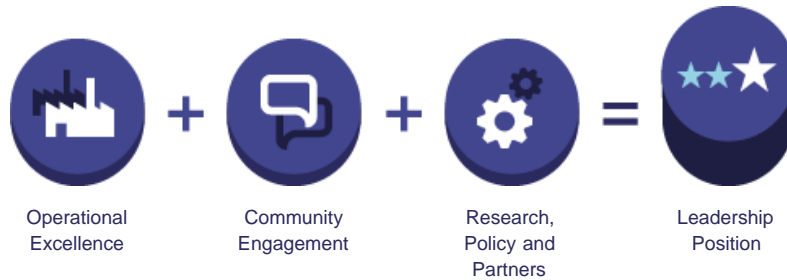 + + =
Operational
Excellence
Community
Engagement
Research,
Policy and
Partners
Leadership
Position